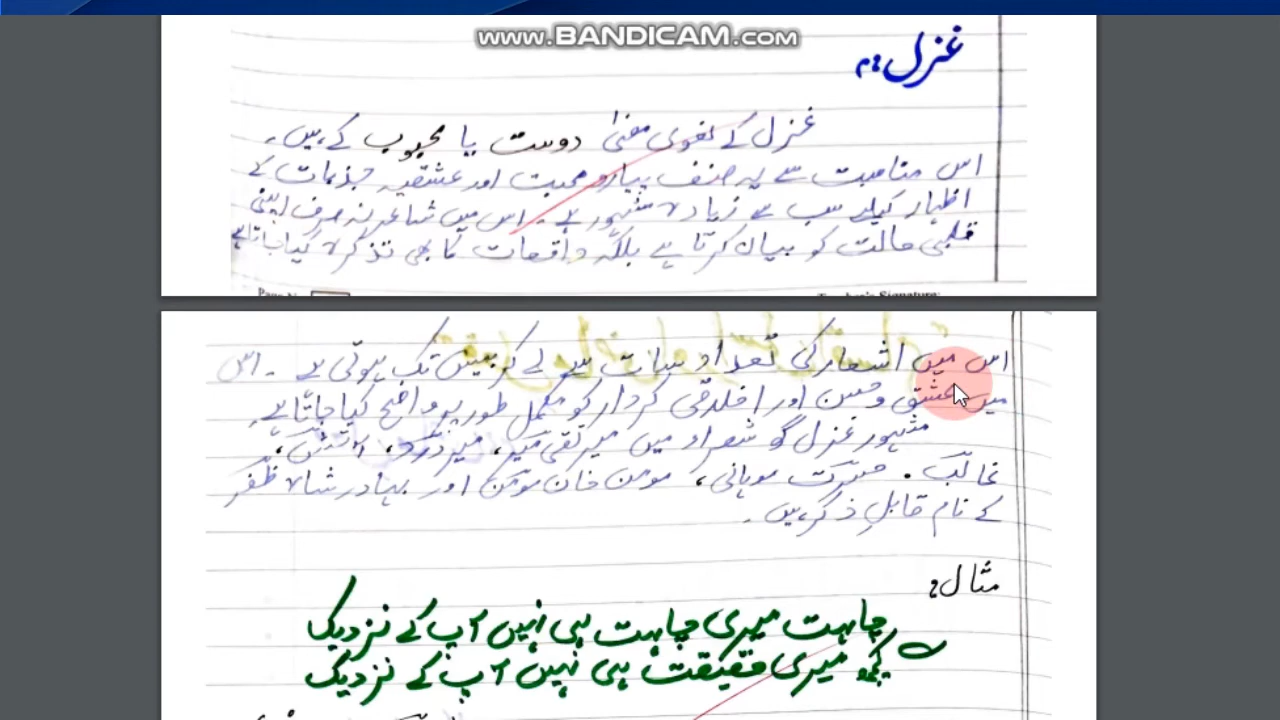 www.BANDICAM.com
غزل:
غزل کے لغوی معنیٰ دوست یا محبوب کے ہیں۔
اس مناسبت سے یہ صنف پیار و محبت اور عشقیہ جذبات کے
اظہار کیلئے سب سے زیادہ مشہور ہے۔ اس میں شاعر نہ صرف اپنی
قلبی حالت کو بیان کرتا ہے بلکہ واقعات کا بھی تذکرہ کیا جاتا ہے
اس میں اشعار کی تعداد سات سے لے کر بیس تک ہوتی ہے۔ اس
میں عشق و حسن اور اخلاقی کردار کو مکمل طور پر واضح کیا جاتا ہے۔
مشہور غزل گو شعراء میں میر تقی میر، میر درد، آتش،
غالب۔ حسرت موہانی، مومن خان مومن اور بہادر شاہ ظفر
کے نام قابلِ ذکر ہیں۔
مثال:
چاہت میری چاہت ہی نہیں آپ کے نزدیک
کچھ میری حقیقت ہی نہیں آپ کے نزدیک